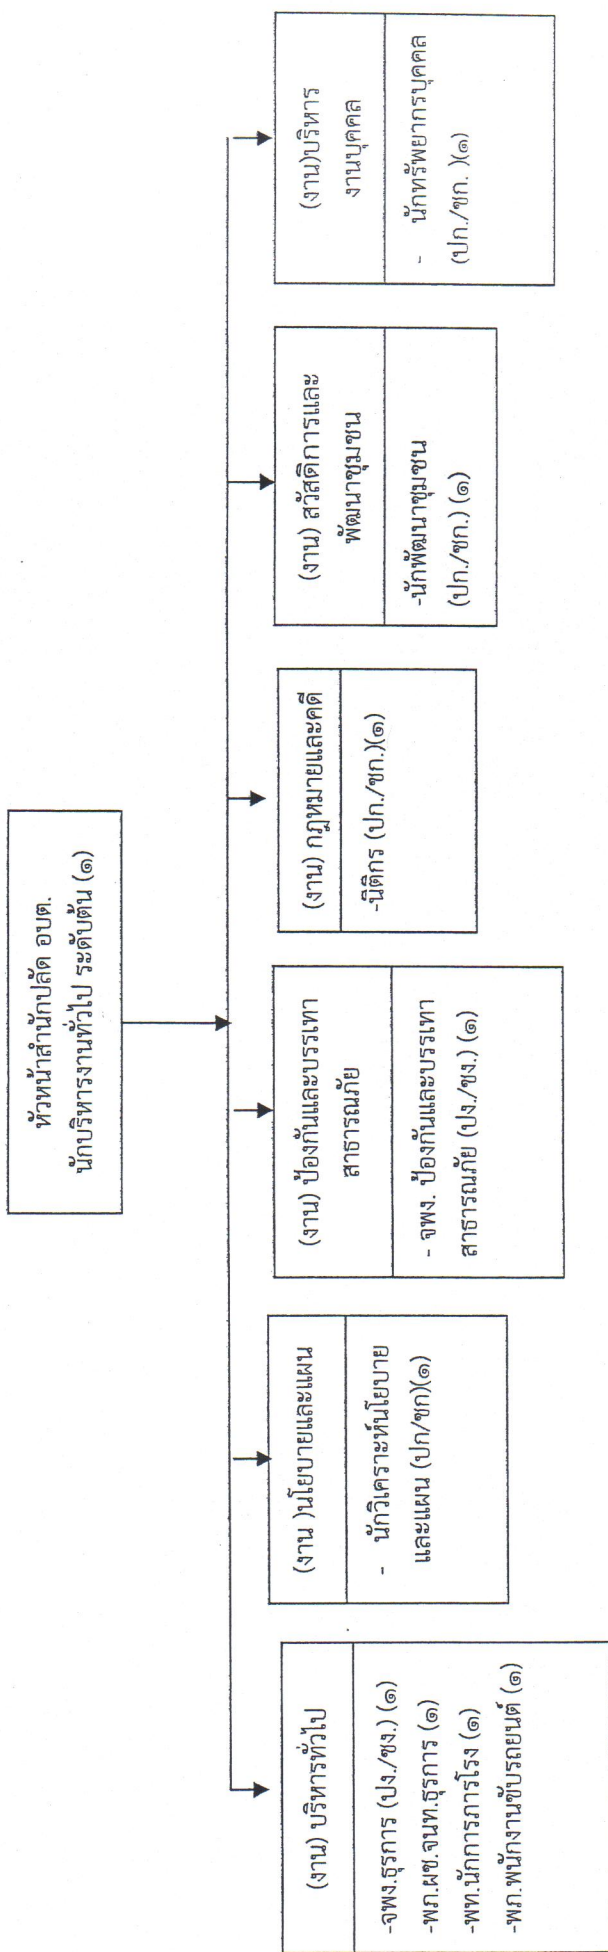 หัวหน้าสำนักปลัด อบต.
นักบริหารงานทั่วไป ระดับต้น (๑)
(งาน) บริหารทั่วไป
-จพง.ธุรการ (ปง./ชง.) (๑)
-พภ.ผช.จนท.ธุรการ (๑)
-พท.นักการภารโรง (๑)
-พภ.พนักงานขับรถยนต์ (๑)
(งาน )นโยบายและแผน
- นักวิเคราะห์นโยบาย
และแผน (ปก/ชก)(๑)
(งาน) ป้องกันและบรรเทา
สาธารณภัย
- จพง. ป้องกันและบรรเทา
สาธารณภัย (ปง./ชง.) (๑)
(งาน) กฎหมายและคดี
-นิติกร (ปก./ชก.)(๑)
(งาน) สวัสดิการและ
พัฒนาชุมชน
-นักพัฒนาชุมชน
(ปก./ชก.) (๑)
(งาน)บริหาร
งานบุคคล
- นักทรัพยากรบุคคล
(ปก./ชก. )(๑)